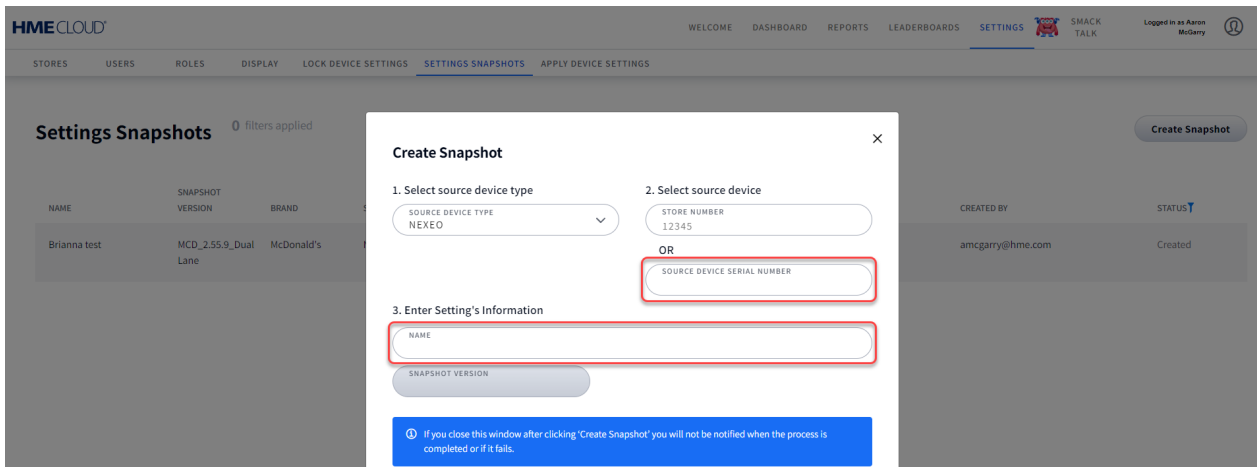 HMECLOUD®
WELCOME DASHBOARD REPORTS LEADERBOARDS SETTINGS SMACK TALK
Logged in as Aaron McGarry
STORES USERS ROLES DISPLAY LOCK DEVICE SETTINGS SETTINGS SNAPSHOTS APPLY DEVICE SETTINGS
Settings Snapshots 0 filters applied
Create Snapshot
NAME SNAPSHOT VERSION BRAND CREATED BY STATUS
Brianna test MCD_2.55.9_Dual Lane McDonald's amcgarry@hme.com Created
Create Snapshot
1. Select source device type
SOURCE DEVICE TYPE
NEXEO
2. Select source device
STORE NUMBER
12345
OR
SOURCE DEVICE SERIAL NUMBER
3. Enter Setting's Information
NAME
SNAPSHOT VERSION
If you close this window after clicking 'Create Snapshot' you will not be notified when the process is
completed or if it fails.